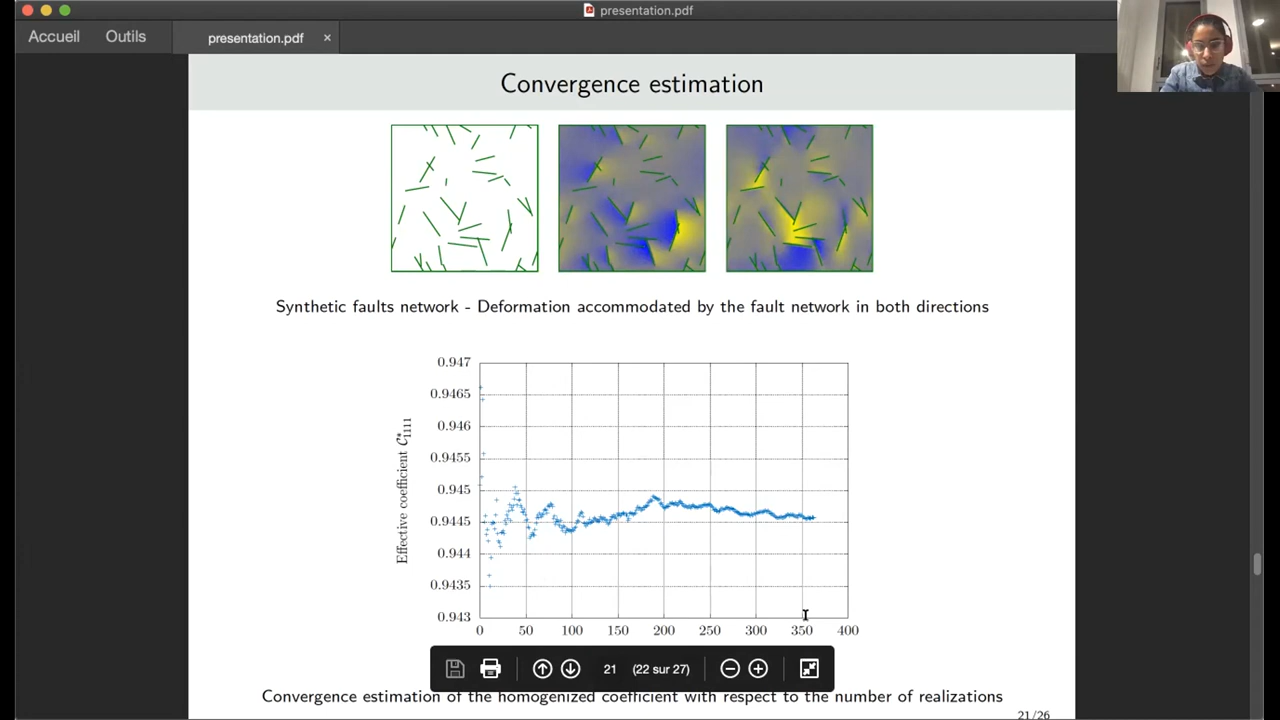 presentation.pdf
Accueil Outils presentation.pdf ×
Convergence estimation
Synthetic faults network - Deformation accommodated by the fault network in both directions
0.947
0.9465
0.946
0.9455
0.945
0.9445
0.944
0.9435
0.943
Effective coefficient C*1111
0 50 100 150 200 250 300 350 400
21 (22 sur 27)
Convergence estimation of the homogenized coefficient with respect to the number of realizations
21/26